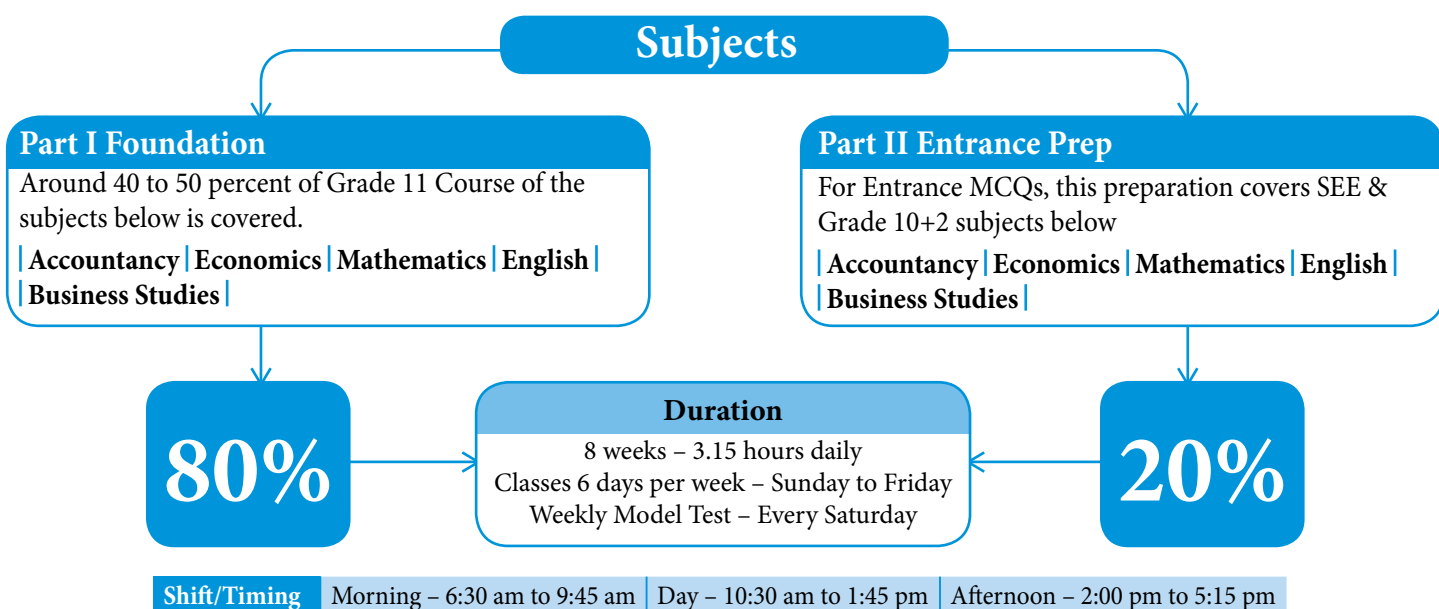 Subjects
Part I Foundation
Around 40 to 50 percent of Grade 11 Course of the
subjects below is covered.
| Accountancy | Economics | Mathematics | English |
| Business Studies |
Part II Entrance Prep
For Entrance MCQs, this preparation covers SEE &
Grade 10+2 subjects below
| Accountancy | Economics | Mathematics | English |
| Business Studies |
80%
Duration
8 weeks – 3.15 hours daily
Classes 6 days per week – Sunday to Friday
Weekly Model Test – Every Saturday
20%
Shift/Timing Morning – 6:30 am to 9:45 am | Day – 10:30 am to 1:45 pm | Afternoon – 2:00 pm to 5:15 pm